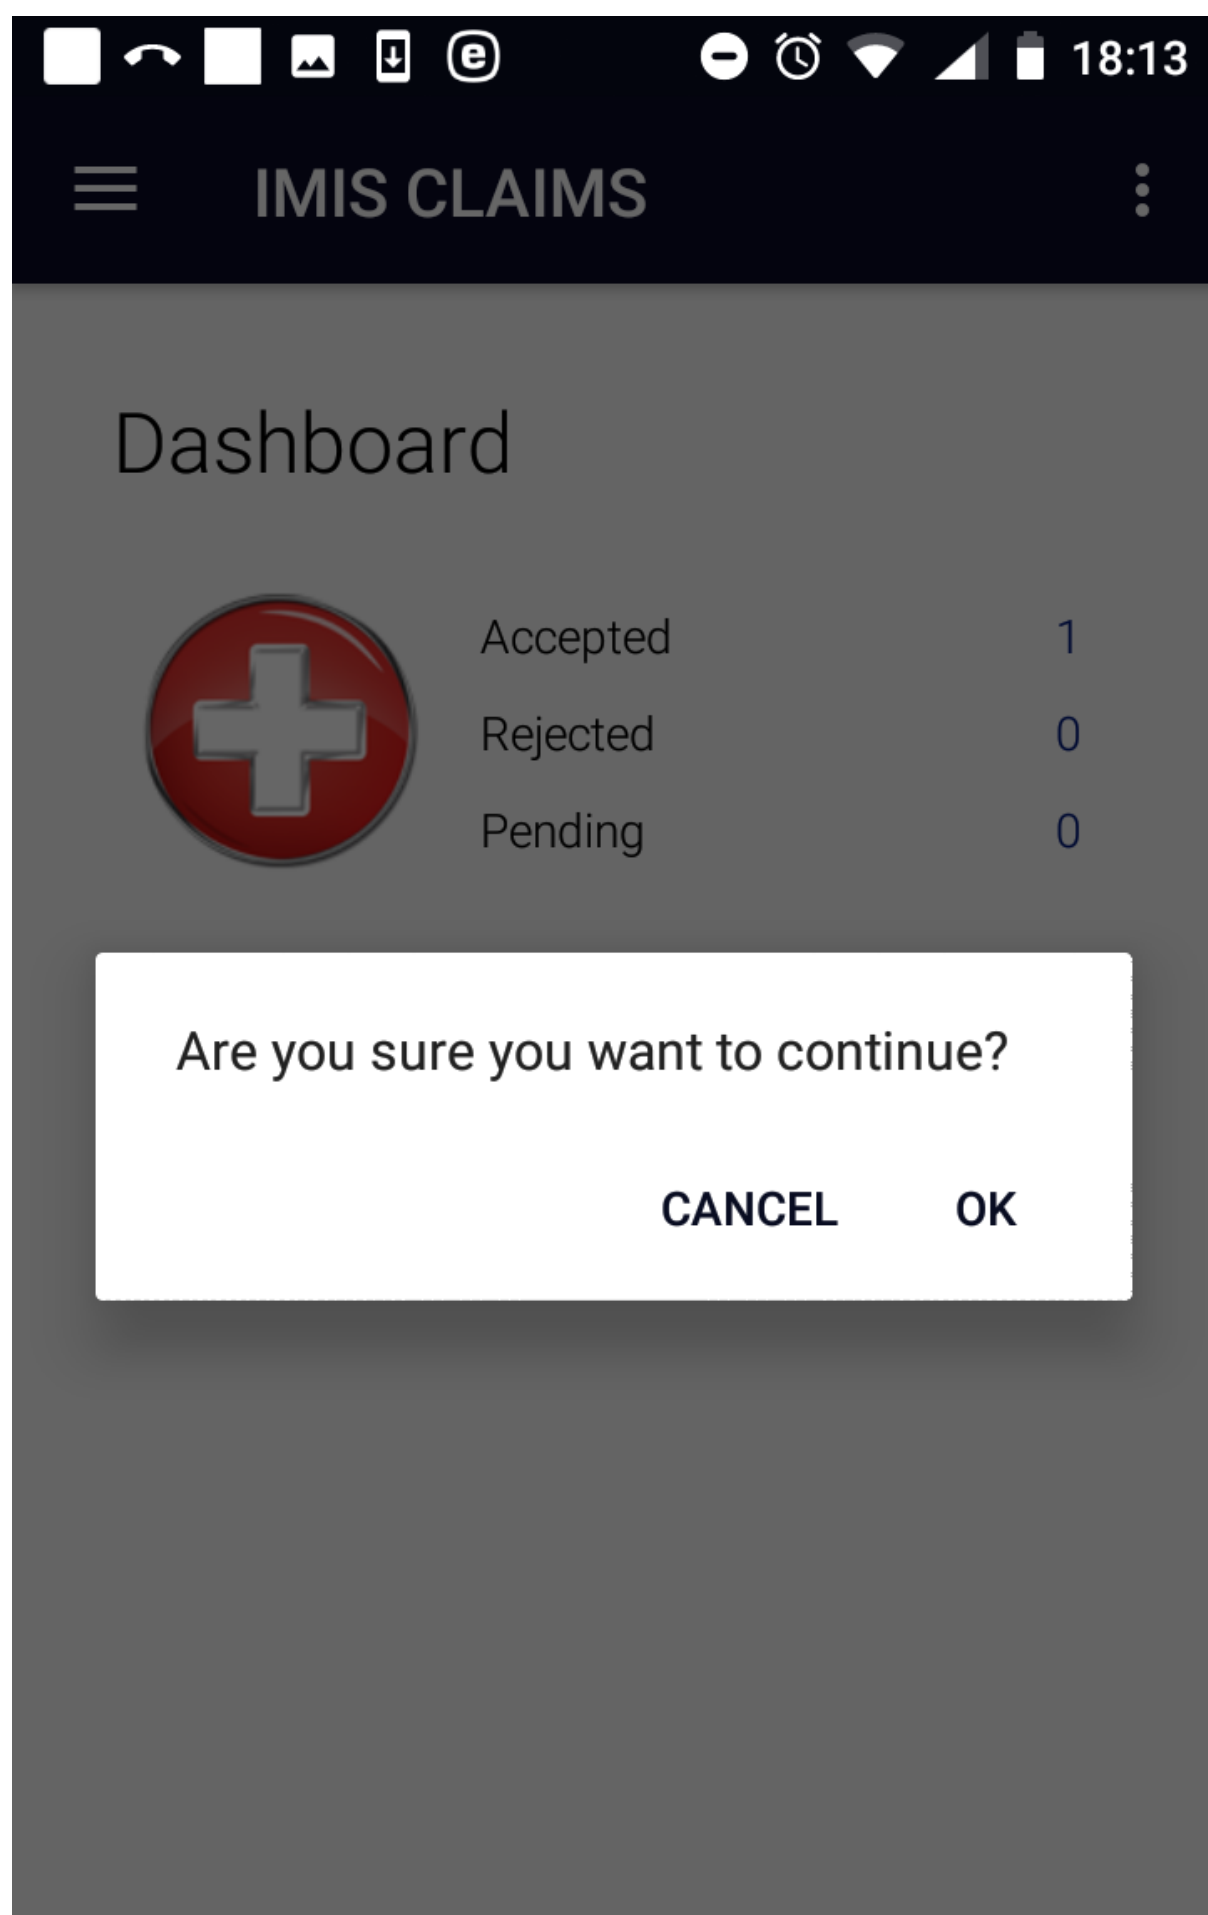 18:13
IMIS CLAIMS
Dashboard
Accepted 1
Rejected 0
Pending 0
Are you sure you want to continue?
CANCEL OK